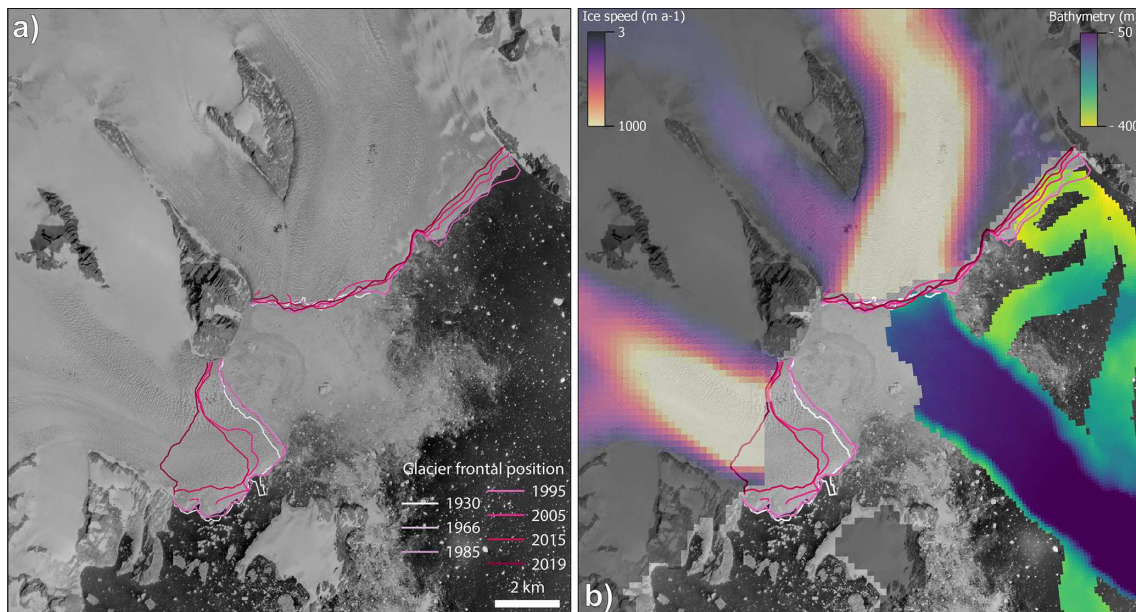 a)
Glacier frontal position
1930
1966
1985
1995
2005
2015
2019
2 km
b)
Ice speed (m a-1)
3
1000
Bathymetry (m
- 50
- 400